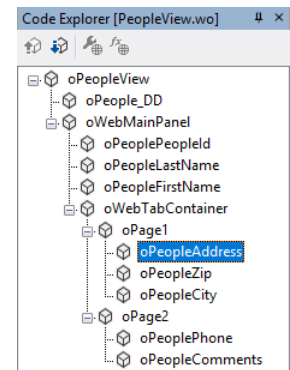 Code Explorer [PeopleView.wo]
oPeopleView
oPeople_DD
oWebMainPanel
oPeoplePeopleId
oPeopleLastName
oPeopleFirstName
oWebTabContainer
oPage1
oPeopleAddress
oPeopleZip
oPeopleCity
oPage2
oPeoplePhone
oPeopleComments